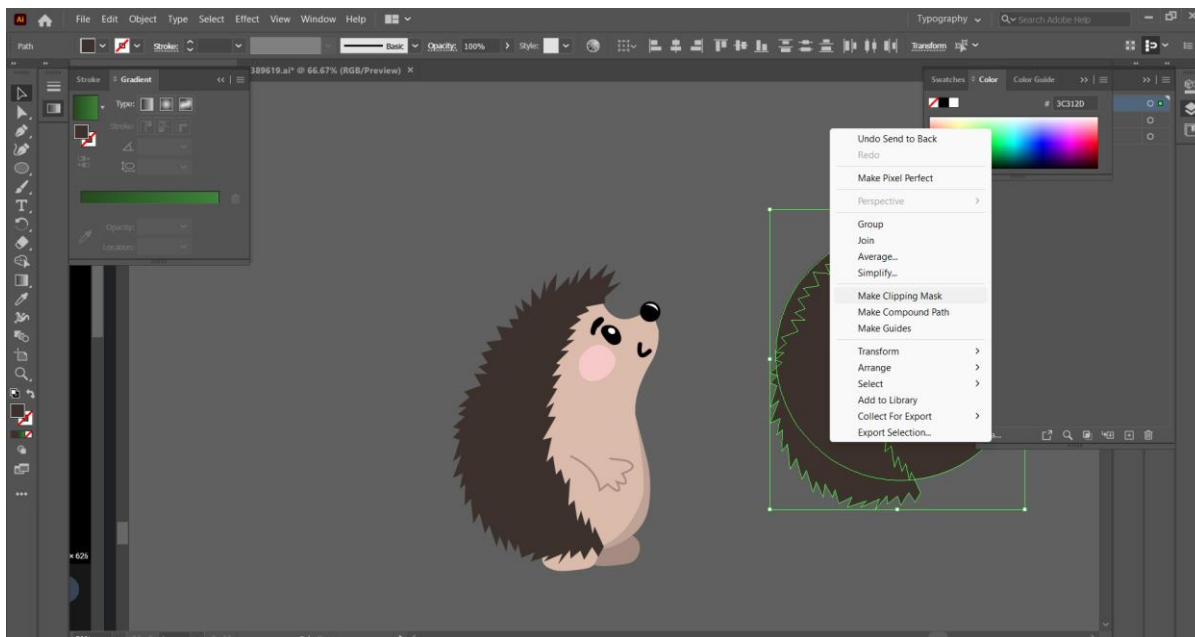 Ai File Edit Object Type Select Effect View Window Help Typography Search Adobe Help
Path Stroke: Basic Opacity: 100% Style: Transform
389619.ai* @ 66.67% (RGB/Preview) ×
Stroke Gradient
Type:
Stroke:
Opacity:
Location:
Swatches Color Color Guide
# 3C312D
Undo Send to Back
Redo
Make Pixel Perfect
Perspective
Group
Join
Average...
Simplify...
Make Clipping Mask
Make Compound Path
Make Guides
Transform
Arrange
Select
Add to Library
Collect For Export
Export Selection...
× 626